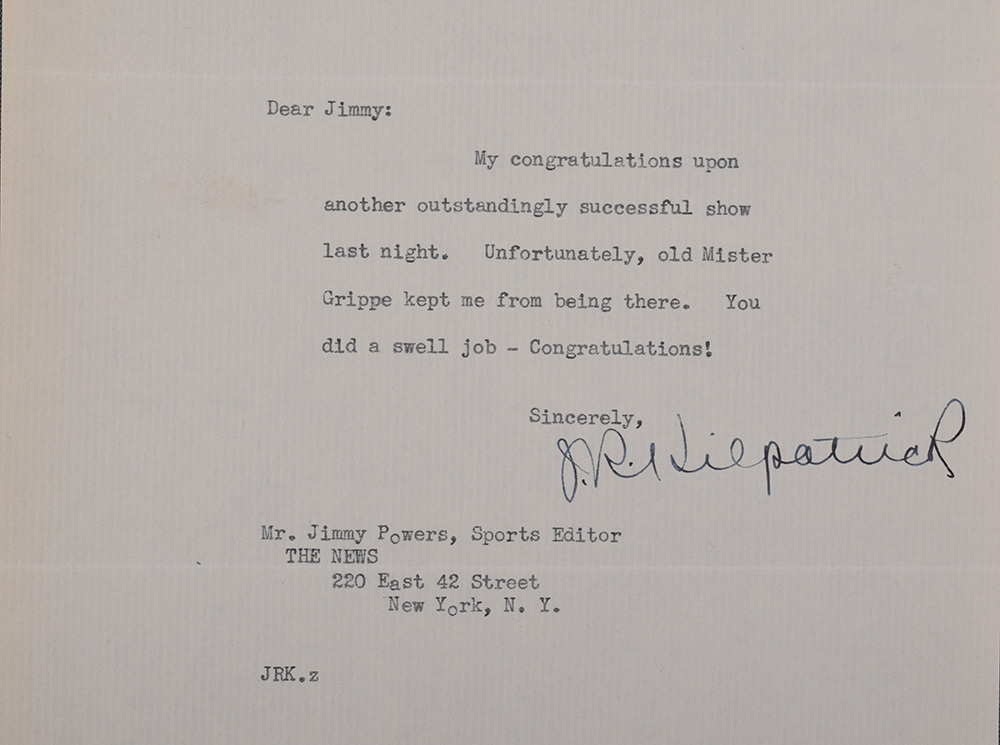 Dear Jimmy:
My congratulations upon
another outstandingly successful show
last night. Unfortunately, old Mister
Grippe kept me from being there. You
did a swell job - Congratulations!
Sincerely,
J.R. Kilpatrick
Mr. Jimmy Powers, Sports Editor
THE NEWS
220 East 42 Street
New York, N. Y.
JRK.z